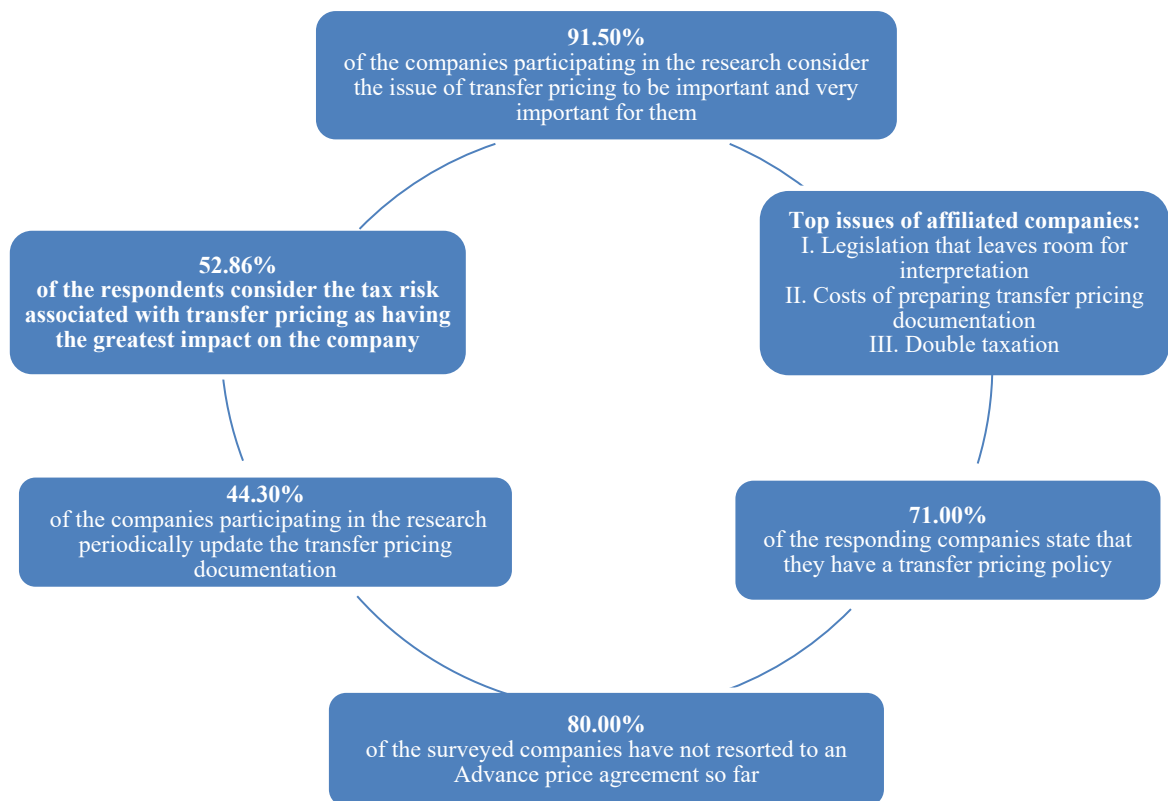 91.50%
of the companies participating in the research consider
the issue of transfer pricing to be important and very
important for them
Top issues of affiliated companies:
I. Legislation that leaves room for
interpretation
II. Costs of preparing transfer pricing
documentation
III. Double taxation
71.00%
of the responding companies state that
they have a transfer pricing policy
80.00%
of the surveyed companies have not resorted to an
Advance price agreement so far
44.30%
of the companies participating in the research
periodically update the transfer pricing
documentation
52.86%
of the respondents consider the tax risk
associated with transfer pricing as having
the greatest impact on the company